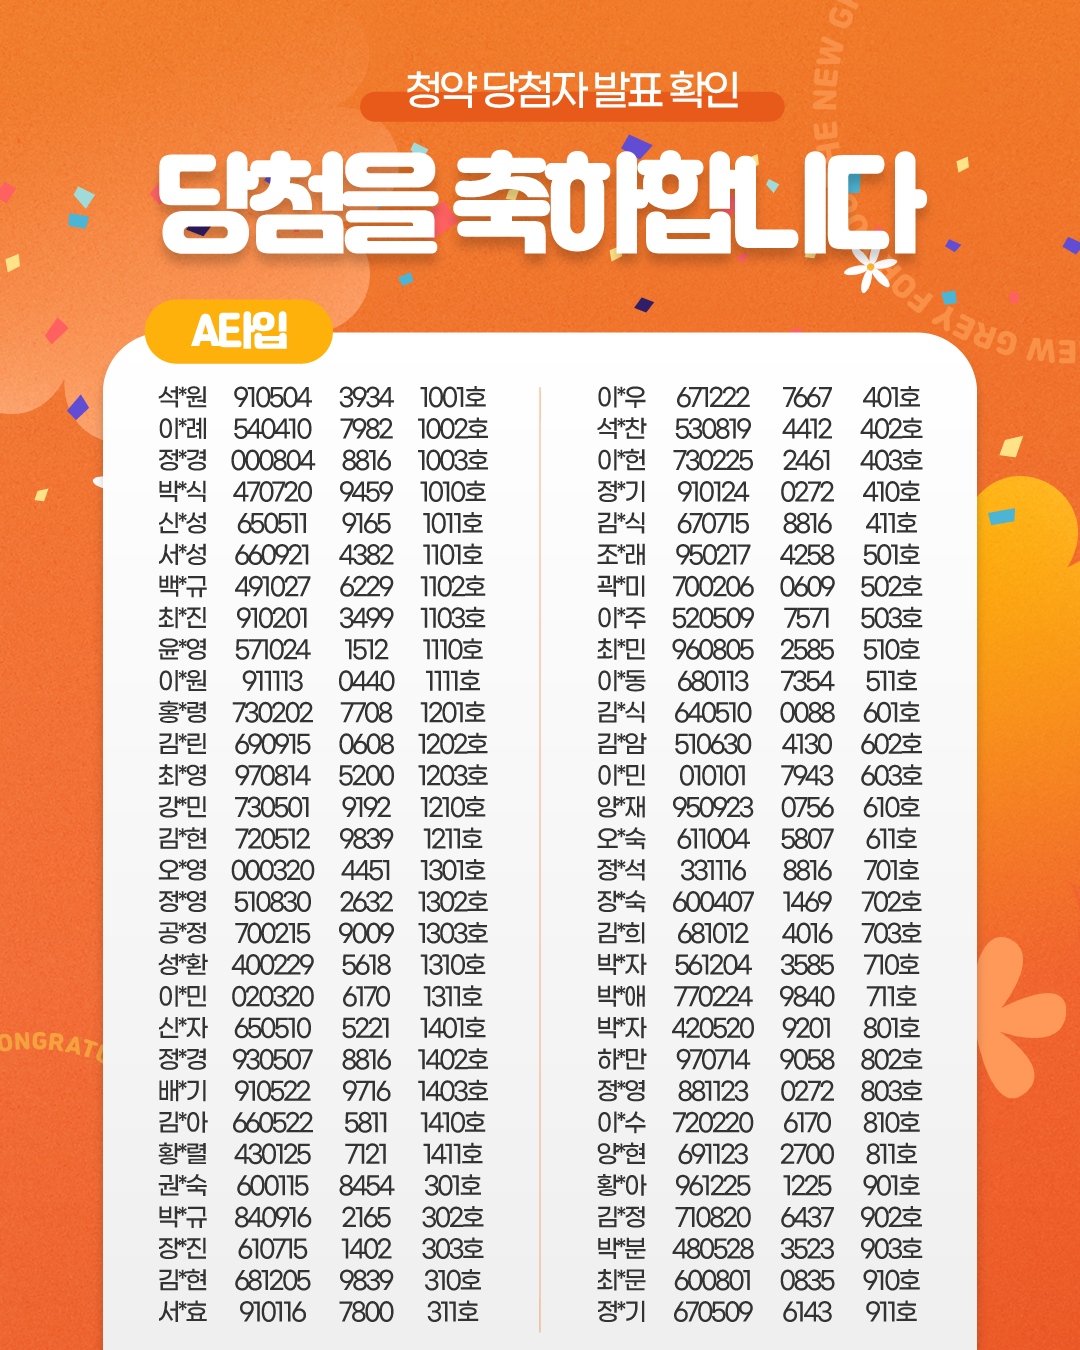 청약 당첨자 발표 확인
당첨을 축하합니다
A타입
석*원 910504 3934 1001호
이*례 540410 7982 1002호
정*경 000804 8816 1003호
박*식 470720 9459 1010호
신*성 650511 9165 1011호
서*성 660921 4382 1101호
백*규 491027 6229 1102호
최*진 910201 3499 1103호
윤*영 571024 1512 1110호
이*원 911113 0440 1111호
홍*령 730202 7708 1201호
김*린 690915 0608 1202호
최*영 970814 5200 1203호
강*민 730501 9192 1210호
김*현 720512 9839 1211호
오*영 000320 4451 1301호
정*영 510830 2632 1302호
공*정 700215 9009 1303호
성*환 400229 5618 1310호
이*민 020320 6170 1311호
신*자 650510 5221 1401호
정*경 930507 8816 1402호
배*기 910522 9716 1403호
김*아 660522 5811 1410호
황*렬 430125 7121 1411호
권*숙 600115 8454 301호
박*규 840916 2165 302호
장*진 610715 1402 303호
김*현 681205 9839 310호
서*효 910116 7800 311호
이*우 671222 7667 401호
석*찬 530819 4412 402호
이*헌 730225 2461 403호
정*기 910124 0272 410호
김*식 670715 8816 411호
조*래 950217 4258 501호
곽*미 700206 0609 502호
이*주 520509 7571 503호
최*민 960805 2585 510호
이*동 680113 7354 511호
김*식 640510 0088 601호
김*암 510630 4130 602호
이*민 010101 7943 603호
양*재 950923 0756 610호
오*숙 611004 5807 611호
정*석 331116 8816 701호
장*숙 600407 1469 702호
김*희 681012 4016 703호
박*자 561204 3585 710호
박*애 770224 9840 711호
박*자 420520 9201 801호
하*만 970714 9058 802호
정*영 881123 0272 803호
이*수 720220 6170 810호
양*현 691123 2700 811호
황*아 961225 1225 901호
김*정 710820 6437 902호
박*분 480528 3523 903호
최*문 600801 0835 910호
정*기 670509 6143 911호